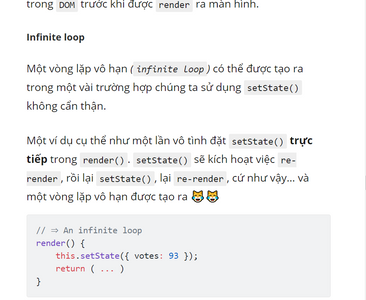 trong DOM trước khi được render ra màn hình.
Infinite loop
Một vòng lặp vô hạn (infinite loop) có thể được tạo ra
trong một vài trường hợp chúng ta sử dụng setState()
không cẩn thận.
Một ví dụ cụ thể như một lần vô tình đặt setState() trực
tiếp trong render(). setState() sẽ kích hoạt việc re-
render, rồi lại setState(), lại re-render, cứ như vậy... và
một vòng lặp vô hạn được tạo ra 😹😹
// ⇒ An infinite loop
render() {
    this.setState({ votes: 93 });
    return ( ... )
}